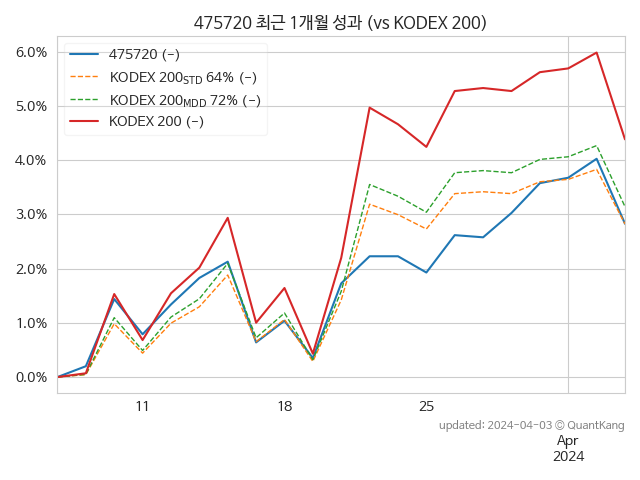 475720 최근 1개월 성과 (vs KODEX 200)
475720 (-)
KODEX 200STD 64% (-)
KODEX 200MDD 72% (-)
KODEX 200 (-)
6.0%
5.0%
4.0%
3.0%
2.0%
1.0%
0.0%
11
18
25
updated: 2024-04-03 © QuantKang
Apr
2024